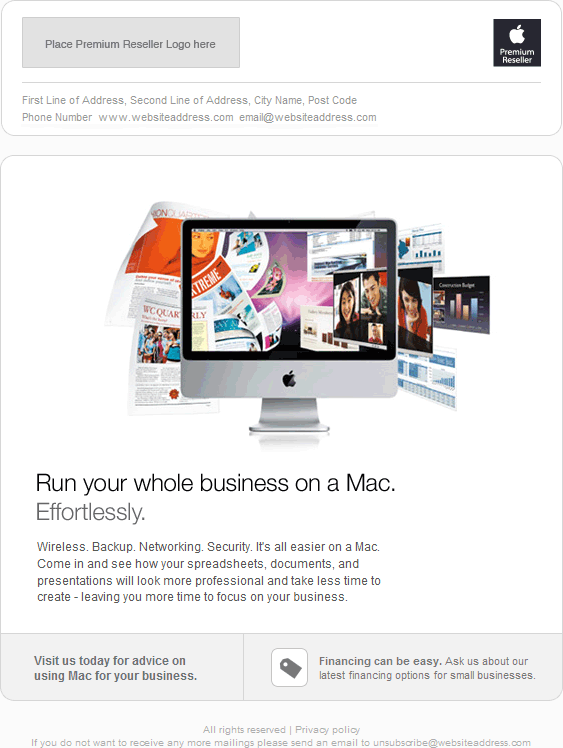 Place Premium Reseller Logo here
Premium
Reseller
First Line of Address, Second Line of Address, City Name, Post Code
Phone Number www.websiteaddress.com email@websiteaddress.com
WC QUARTERLY
EXTREME
Construction Budget
Run your whole business on a Mac.
Effortlessly.
Wireless. Backup. Networking. Security. It's all easier on a Mac.
Come in and see how your spreadsheets, documents, and
presentations will look more professional and take less time to
create - leaving you more time to focus on your business.
Visit us today for advice on
using Mac for your business.
Financing can be easy. Ask us about our
latest financing options for small businesses.
All rights reserved | Privacy policy
If you do not want to receive any more mailings please send an email to unsubscribe@websiteaddress.com